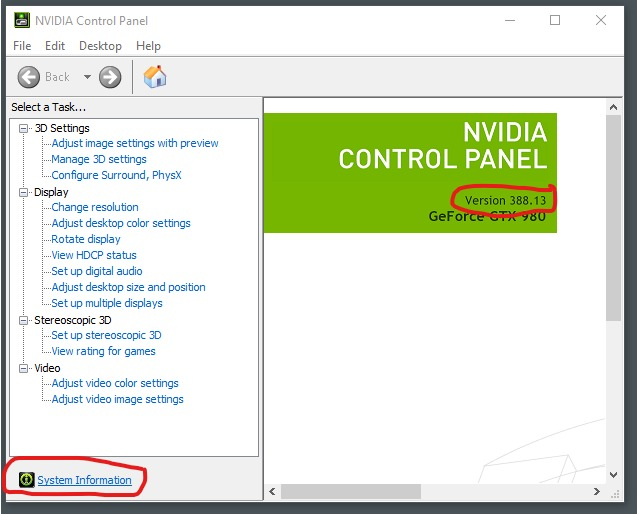 NVIDIA Control Panel
File Edit Desktop Help
Back
Select a Task...
3D Settings
Adjust image settings with preview
Manage 3D settings
Configure Surround, PhysX
Display
Change resolution
Adjust desktop color settings
Rotate display
View HDCP status
Set up digital audio
Adjust desktop size and position
Set up multiple displays
Stereoscopic 3D
Set up stereoscopic 3D
View rating for games
Video
Adjust video color settings
Adjust video image settings
System Information
NVIDIA
CONTROL PANEL
Version 388.13
GeForce GTX 980